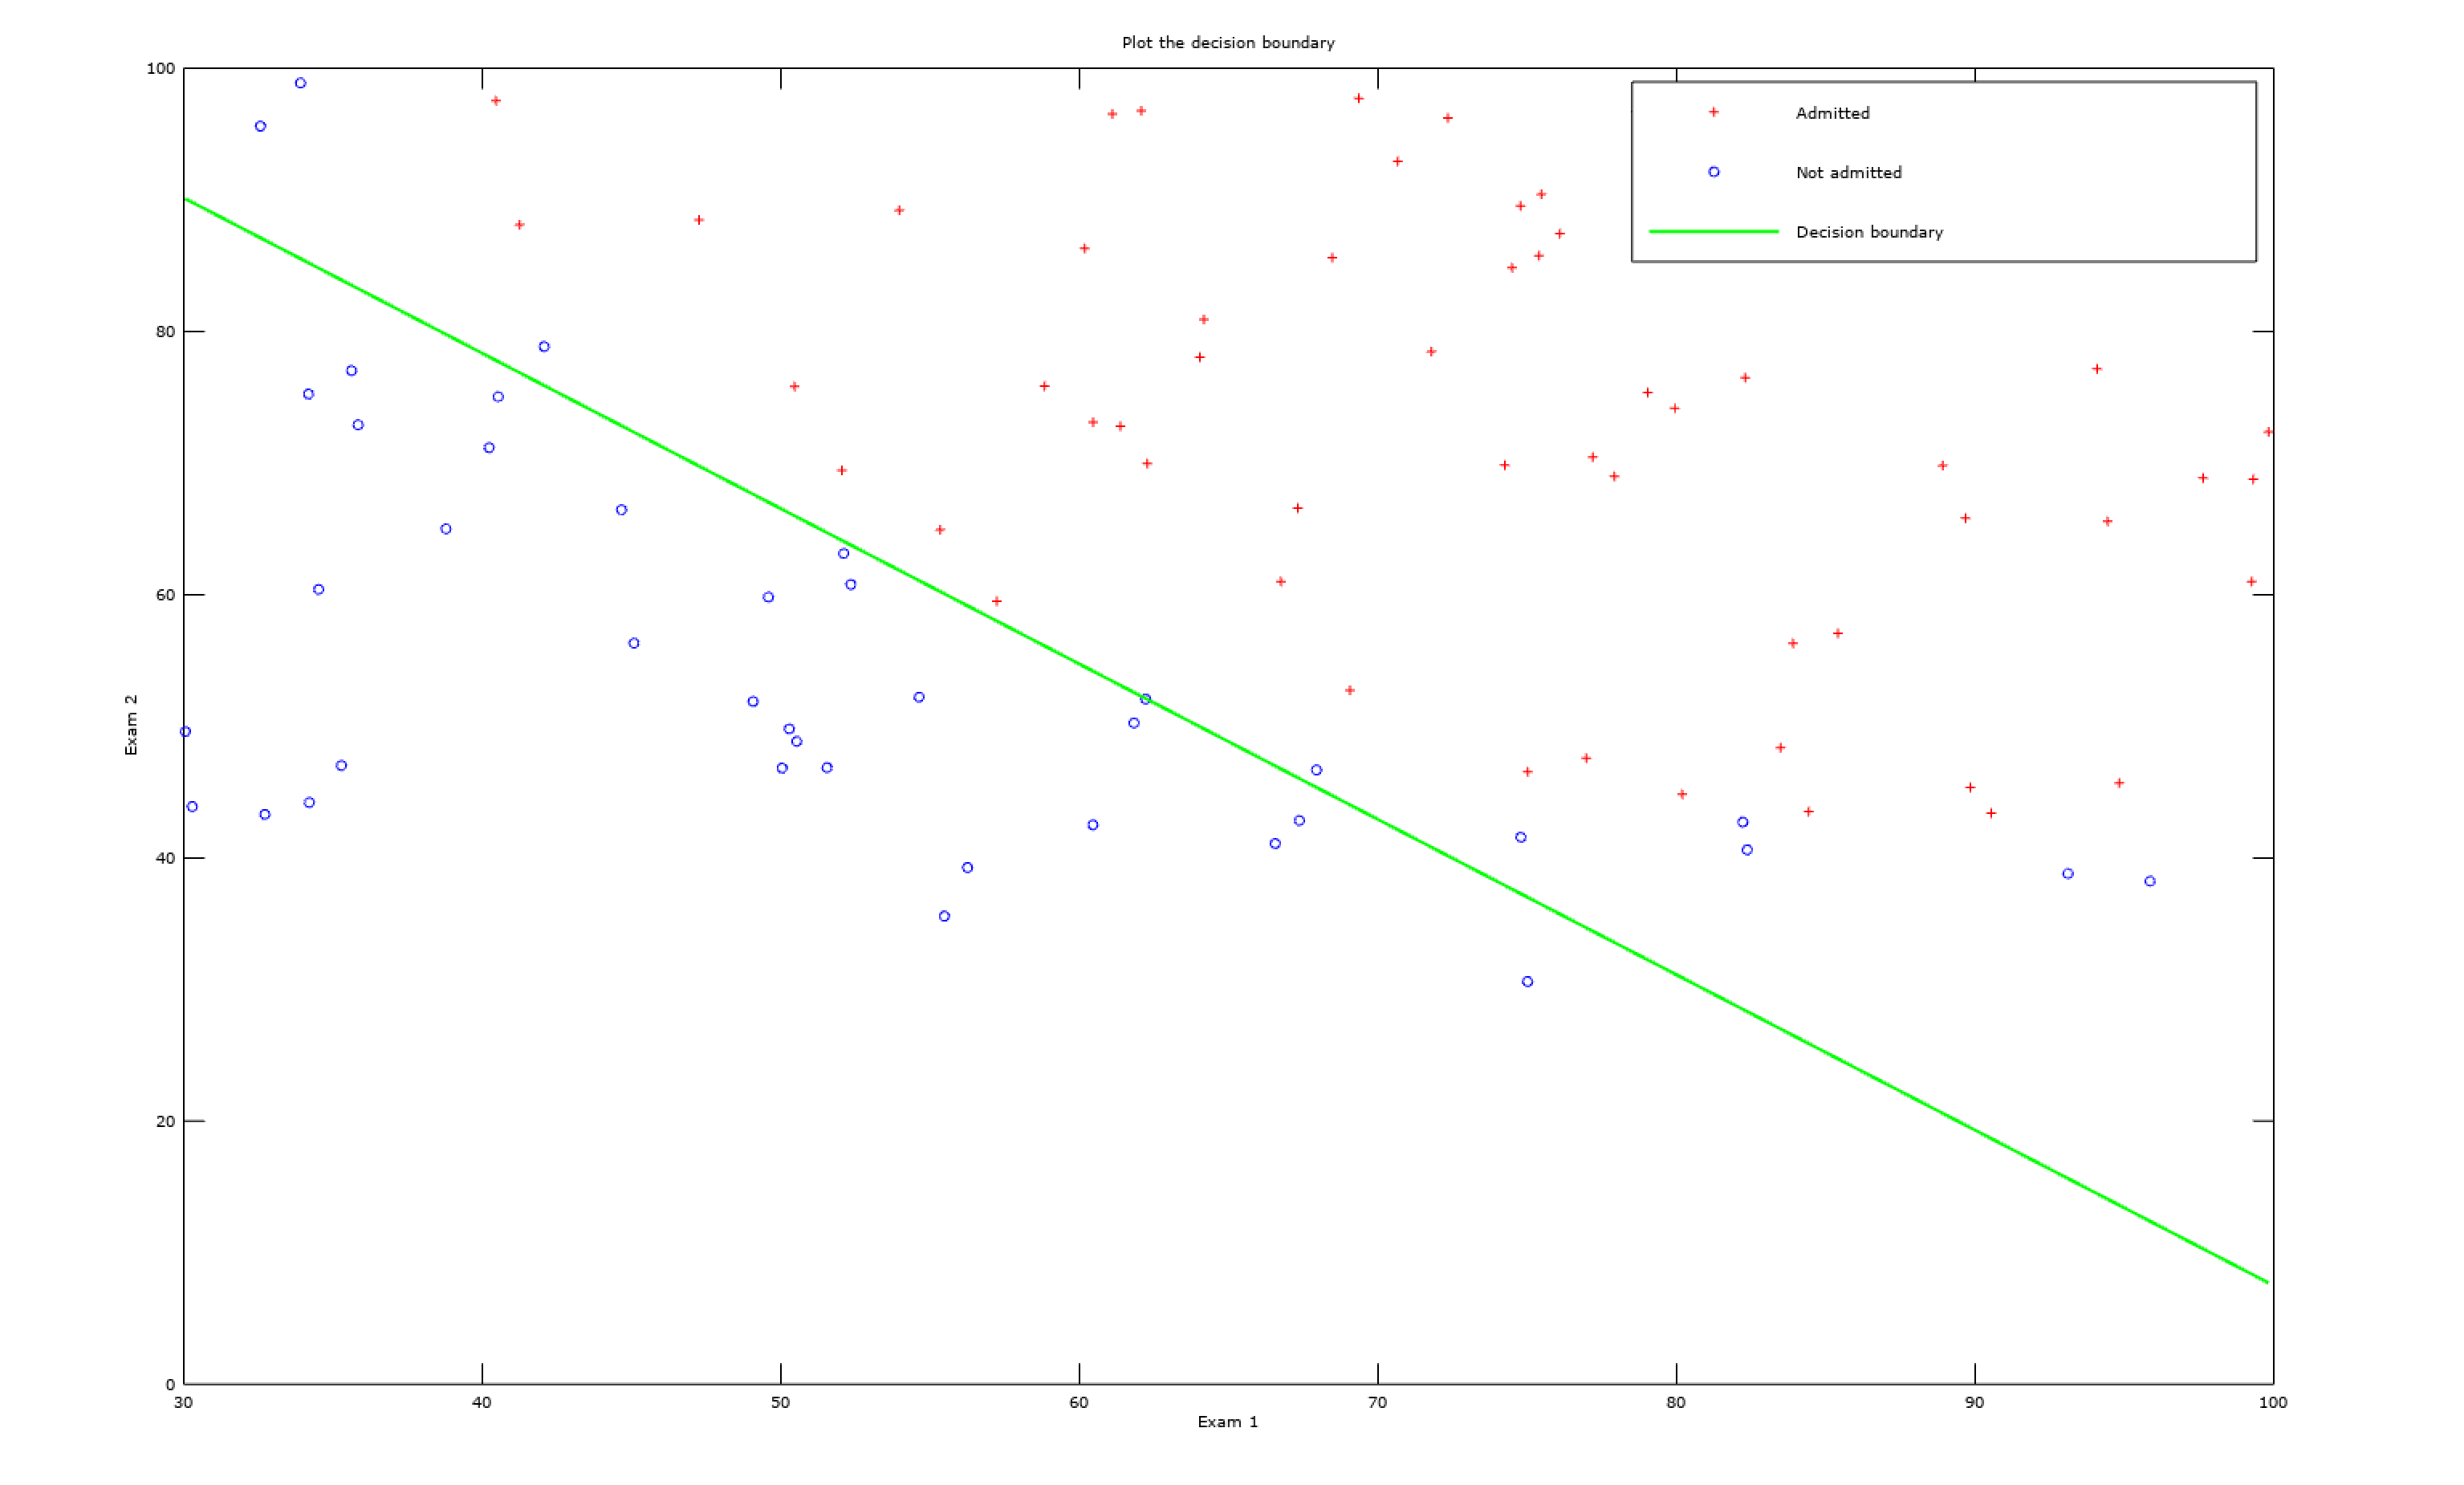 Plot the decision boundary
100
80
60
40
20
0
Exam 2
Admitted
Not admitted
Decision boundary
30 40 50 60 70 80 90 100
Exam 1